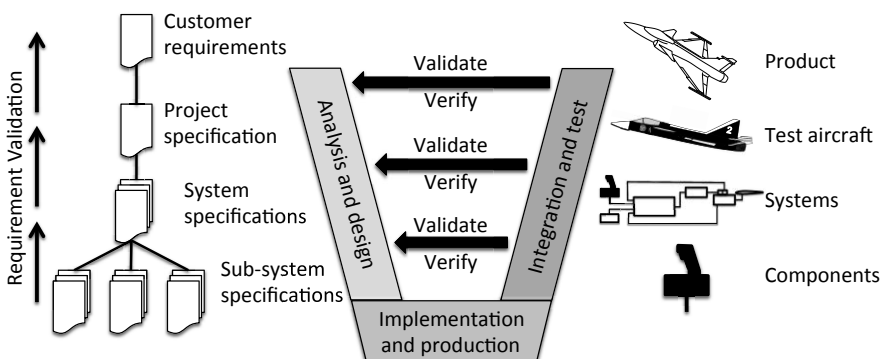 Customer
requirements
Project
specification
System
specifications
Sub-system
specifications
Requirement Validation
Analysis and design
Validate
Verify
Validate
Verify
Validate
Verify
Integration and test
Implementation
and production
Product
2
Test aircraft
Systems
Components